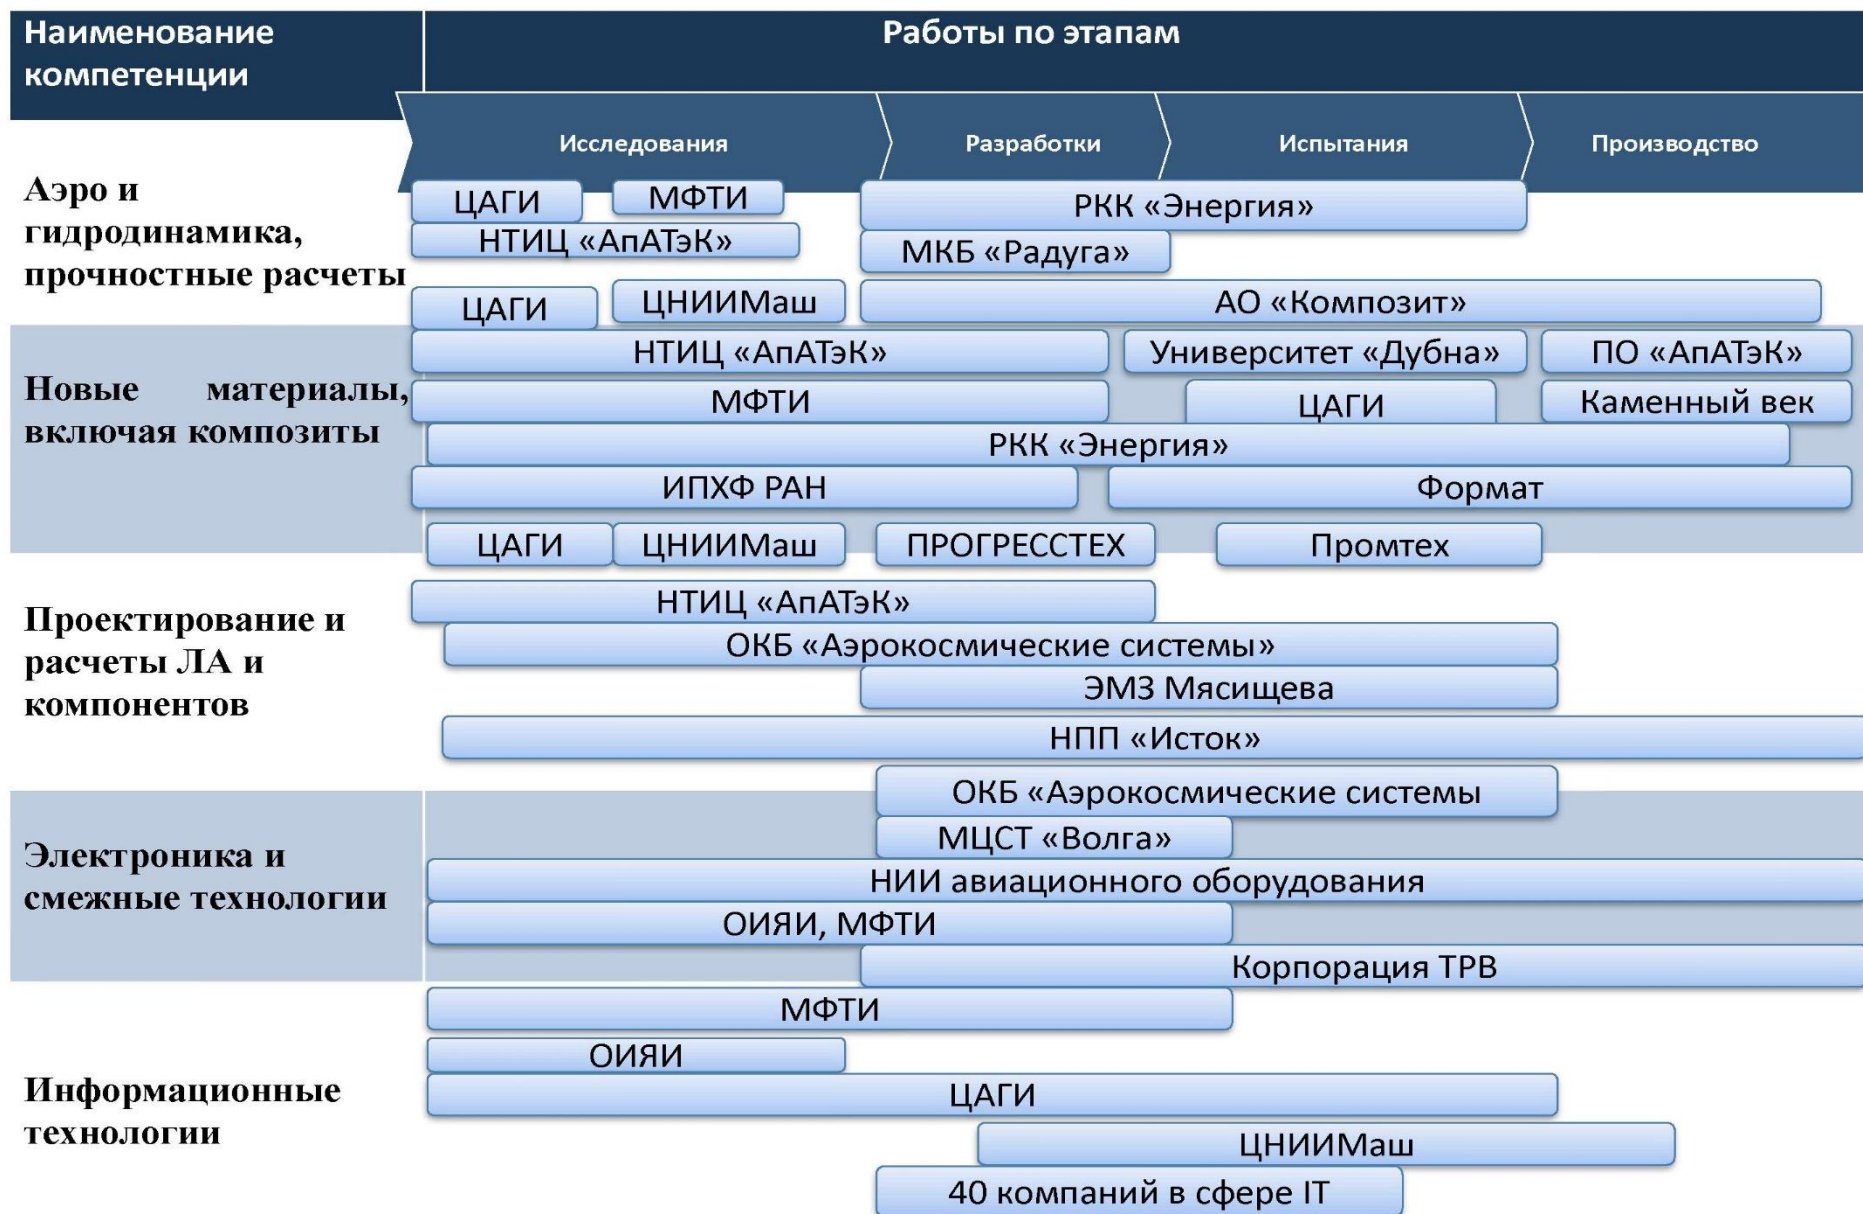 Наименование
компетенции
Работы по этапам
Исследования
Разработки
Испытания
Производство
Аэро и
гидродинамика,
прочностные расчеты
ЦАГИ
МФТИ
РКК «Энергия»
НТИЦ «АпАТэК»
МКБ «Радуга»
ЦАГИ
ЦНИИМаш
АО «Композит»
Новые материалы,
включая композиты
НТИЦ «АпАТэК»
Университет «Дубна»
ПО «АпАТэК»
МФТИ
ЦАГИ
Каменный век
РКК «Энергия»
ИПХФ РАН
Формат
ЦАГИ
ЦНИИМаш
ПРОГРЕССТЕХ
Промтех
Проектирование и
расчеты ЛА и
компонентов
НТИЦ «АпАТэК»
ОКБ «Аэрокосмические системы»
ЭМЗ Мясищева
НПП «Исток»
Электроника и
смежные технологии
ОКБ «Аэрокосмические системы
МЦСТ «Волга»
НИИ авиационного оборудования
ОИЯИ, МФТИ
Корпорация ТРВ
Информационные
технологии
МФТИ
ОИЯИ
ЦАГИ
ЦНИИМаш
40 компаний в сфере IT